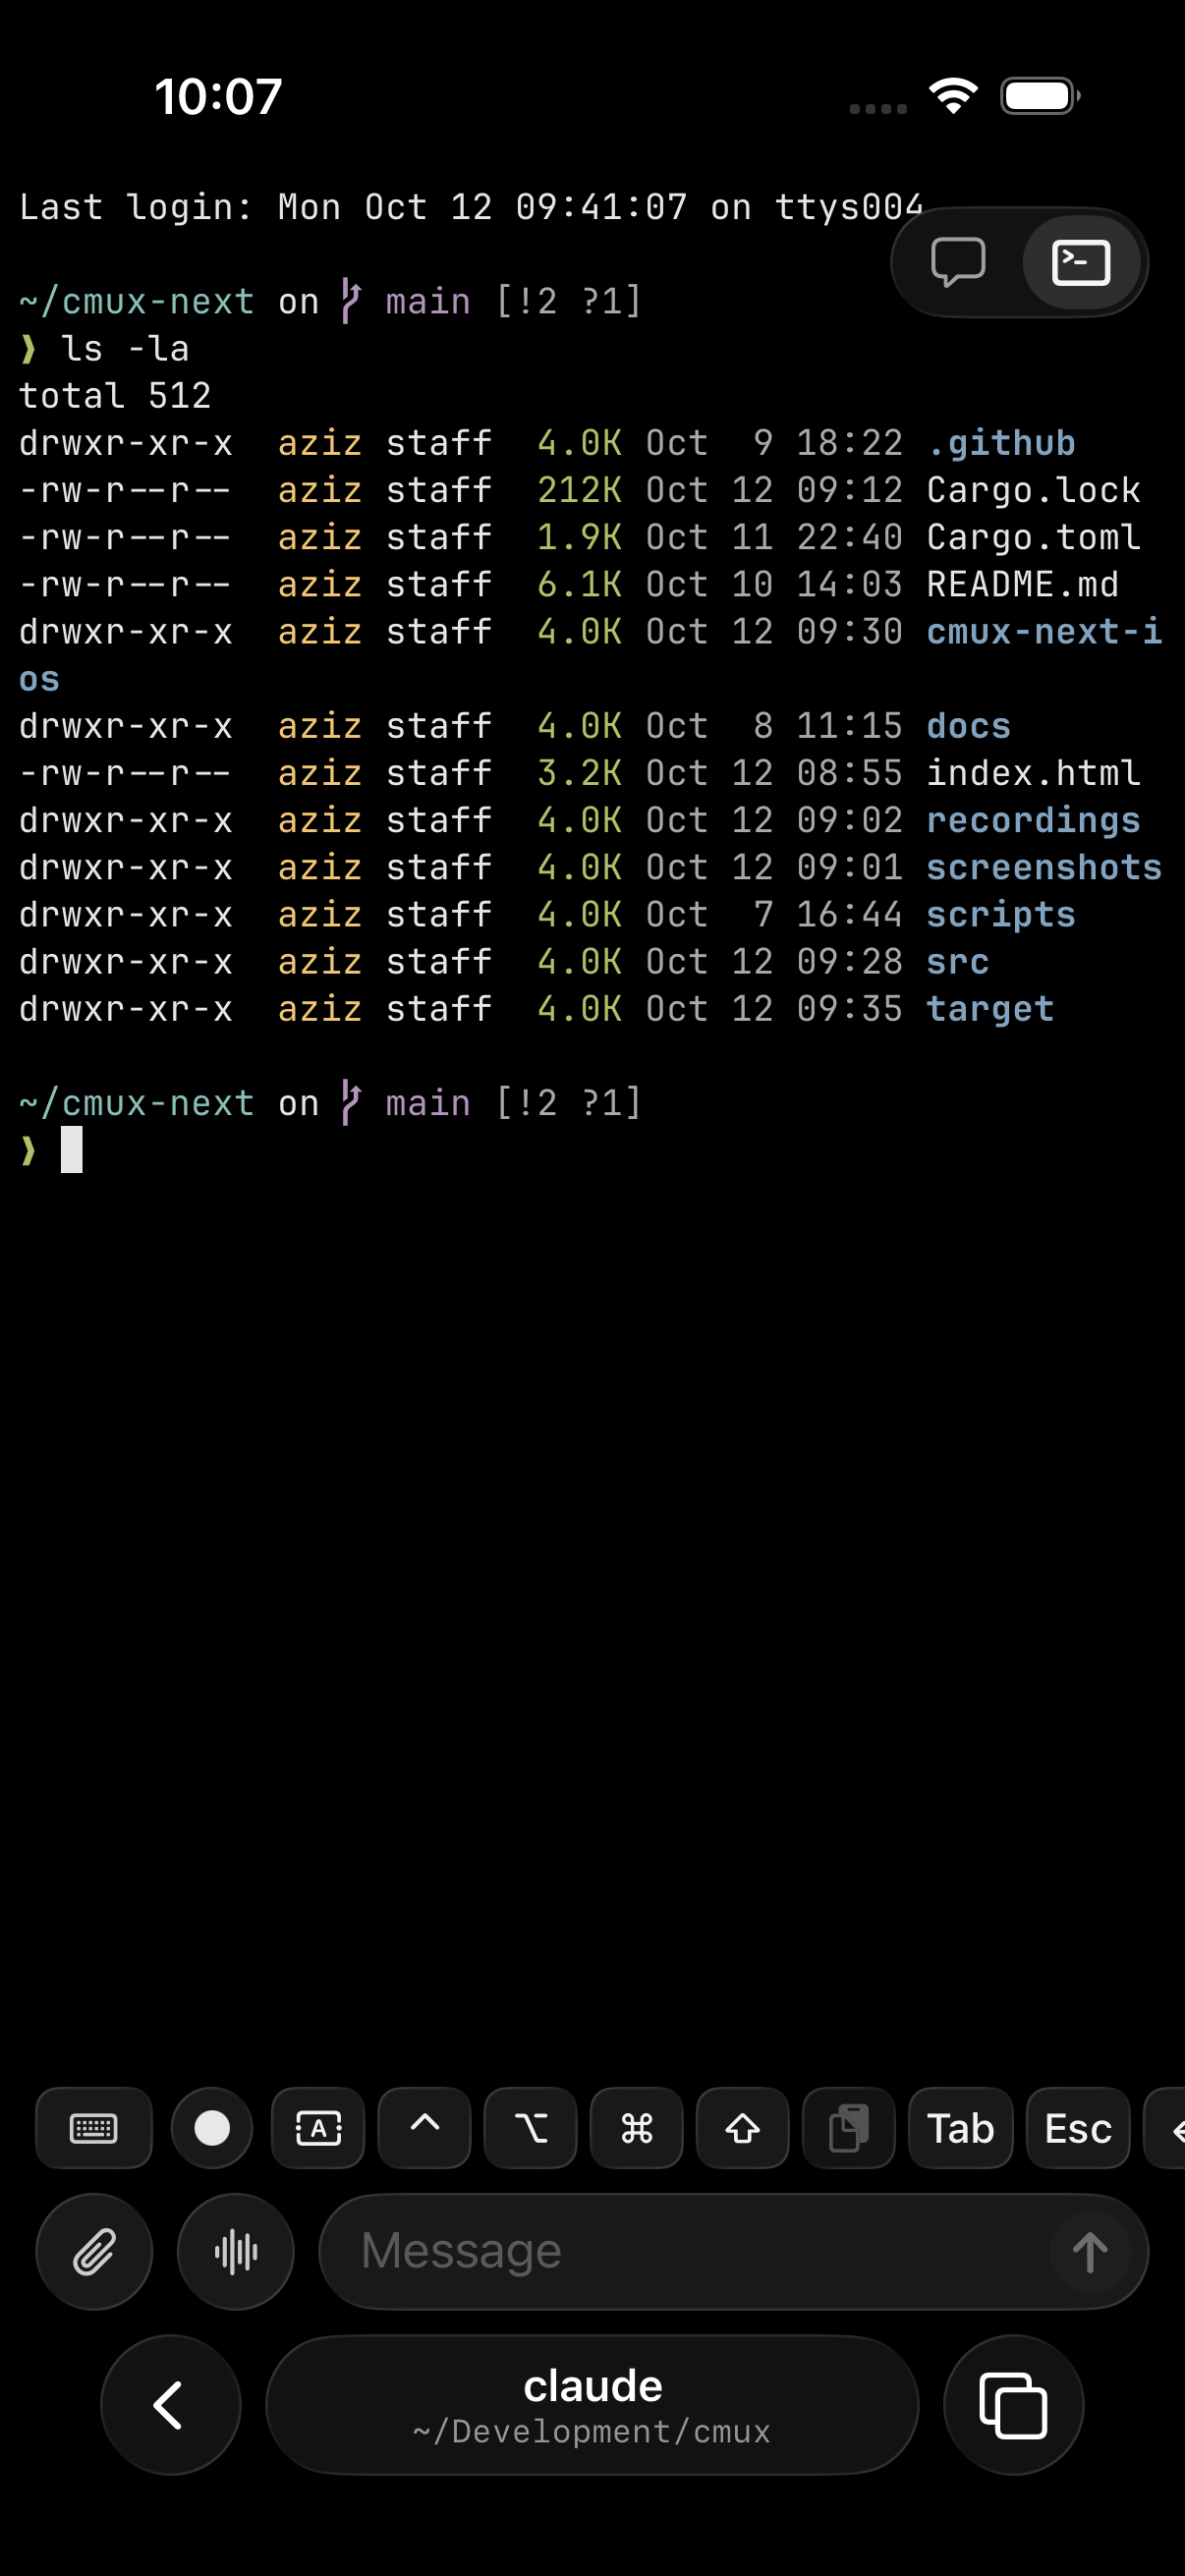 10:07
Last login: Mon Oct 12 09:41:07 on ttys004
~/cmux-next on main [!2 ?1]
❯ ls -la
total 512
drwxr-xr-x  aziz staff  4.0K Oct  9 18:22 .github
-rw-r--r--  aziz staff  212K Oct 12 09:12 Cargo.lock
-rw-r--r--  aziz staff  1.9K Oct 11 22:40 Cargo.toml
-rw-r--r--  aziz staff  6.1K Oct 10 14:03 README.md
drwxr-xr-x  aziz staff  4.0K Oct 12 09:30 cmux-next-i
os
drwxr-xr-x  aziz staff  4.0K Oct  8 11:15 docs
-rw-r--r--  aziz staff  3.2K Oct 12 08:55 index.html
drwxr-xr-x  aziz staff  4.0K Oct 12 09:02 recordings
drwxr-xr-x  aziz staff  4.0K Oct 12 09:01 screenshots
drwxr-xr-x  aziz staff  4.0K Oct  7 16:44 scripts
drwxr-xr-x  aziz staff  4.0K Oct 12 09:28 src
drwxr-xr-x  aziz staff  4.0K Oct 12 09:35 target
~/cmux-next on main [!2 ?1]
❯
A ^ ⌥ ⌘ ⇧ Tab Esc
Message
claude
~/Development/cmux